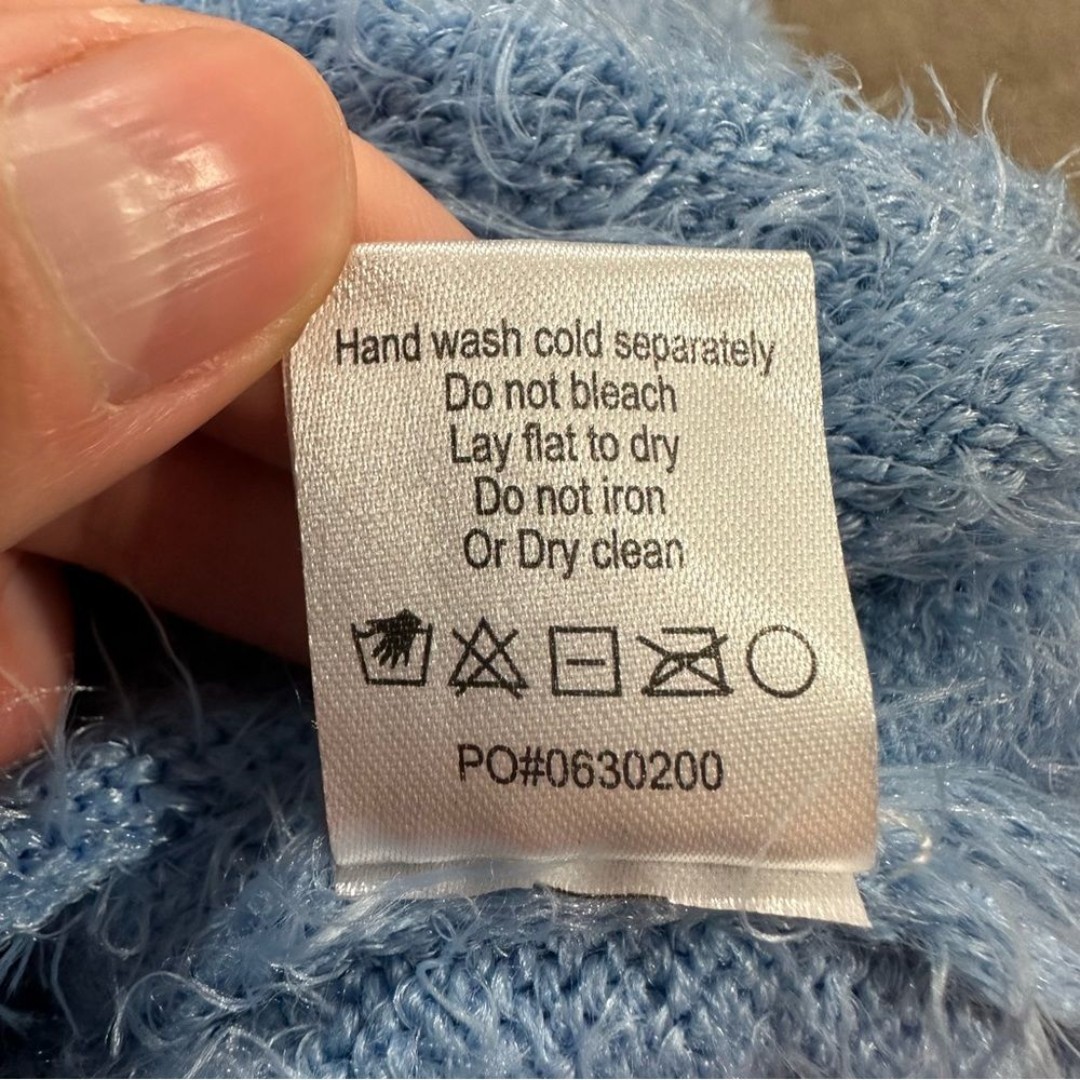 Hand wash cold separately
Do not bleach
Lay flat to dry
Do not iron
Or Dry clean
PO#0630200